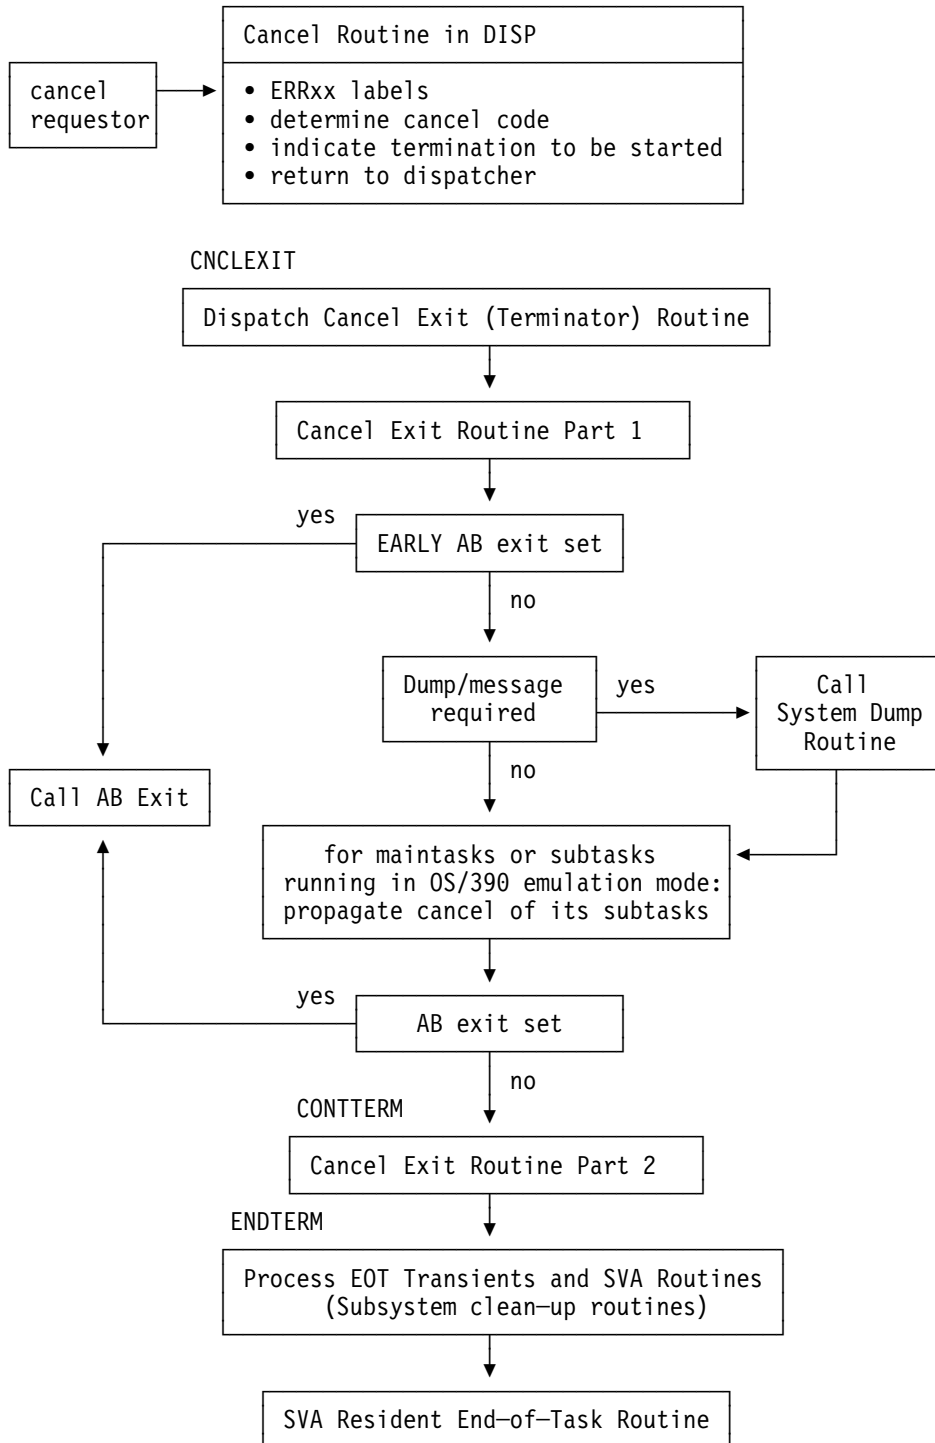 Cancel Routine in DISP
cancel
requestor
• ERRxx labels
• determine cancel code
• indicate termination to be started
• return to dispatcher
CNCLEXIT
Dispatch Cancel Exit (Terminator) Routine
Cancel Exit Routine Part 1
yes
EARLY AB exit set
no
Dump/message
required
yes
Call
System Dump
Routine
no
Call AB Exit
for maintasks or subtasks
running in OS/390 emulation mode:
propagate cancel of its subtasks
yes
AB exit set
no
CONTTERM
Cancel Exit Routine Part 2
ENDTERM
Process EOT Transients and SVA Routines
(Subsystem clean—up routines)
SVA Resident End—of—Task Routine